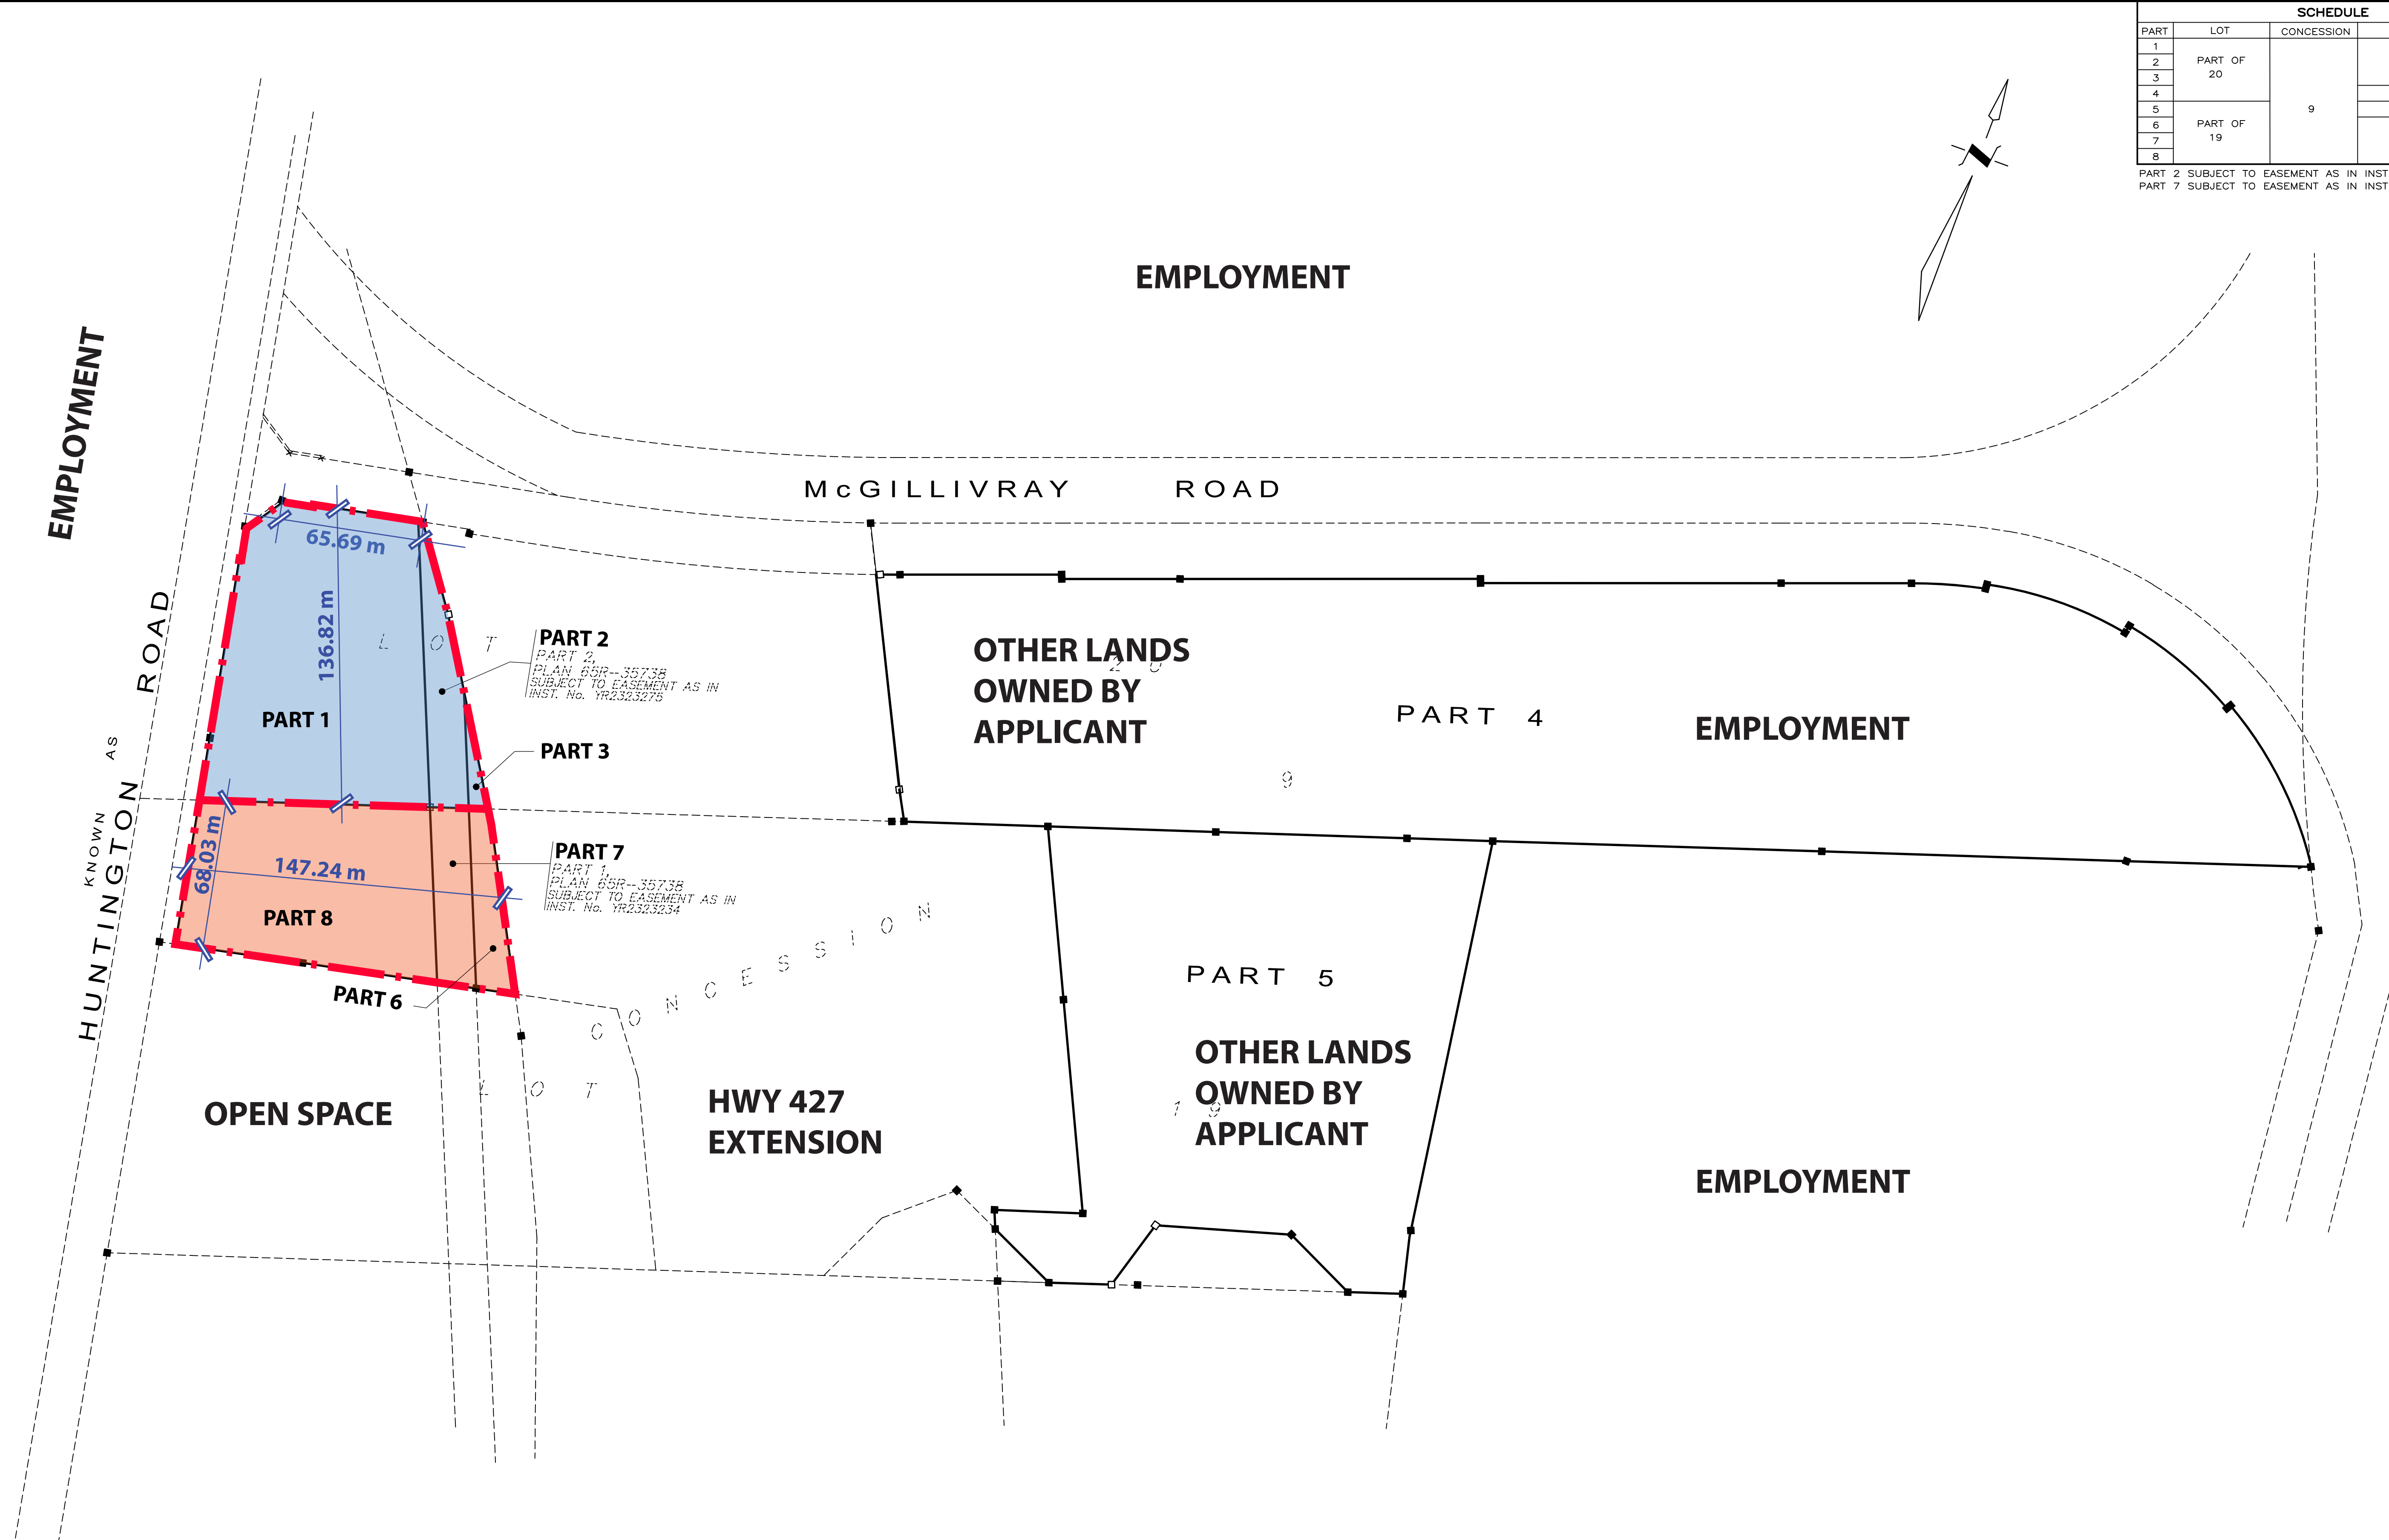 SCHEDULE
PART LOT CONCESSION
1
2
3
4
5
6
7
8
PART OF
20
PART OF
19
9
PART 2 SUBJECT TO EASEMENT AS IN INST
PART 7 SUBJECT TO EASEMENT AS IN INST
N
EMPLOYMENT
EMPLOYMENT
McGILLIVRAY ROAD
65.69 m
136.82 m
L O T
PART 2
PART 2,
PLAN 65R-35738
SUBJECT TO EASEMENT AS IN
INST. No. YR2323275
PART 1
PART 3
OTHER LANDS
OWNED BY
APPLICANT
2 0
PART 4
EMPLOYMENT
9
HUNTINGTON ROAD
KNOWN AS
68.03 m
147.24 m
PART 7
PART 1,
PLAN 65R-35738
SUBJECT TO EASEMENT AS IN
INST. No. YR2323234
PART 8
PART 6
C O N C E S S I O N
PART 5
OTHER LANDS
OWNED BY
APPLICANT
1 9
L O T
OPEN SPACE
HWY 427
EXTENSION
EMPLOYMENT